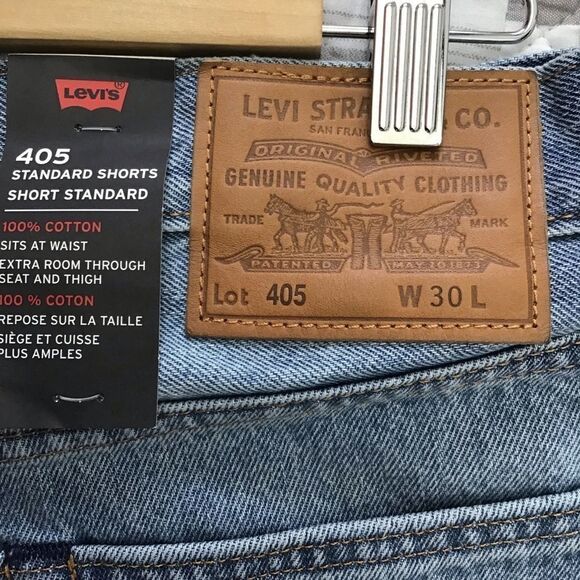 LEVI'S
®
405
STANDARD SHORTS
SHORT STANDARD
100% COTTON
SITS AT WAIST
EXTRA ROOM THROUGH
SEAT AND THIGH
100 % COTON
REPOSE SUR LA TAILLE
SIÈGE ET CUISSE
PLUS AMPLES
LEVI STRA & CO.
SAN FRAN
ORIGINAL RIVETED
GENUINE QUALITY CLOTHING
TRADE MARK
PATENTED MAY 20 1873
Lot 405 W 30 L